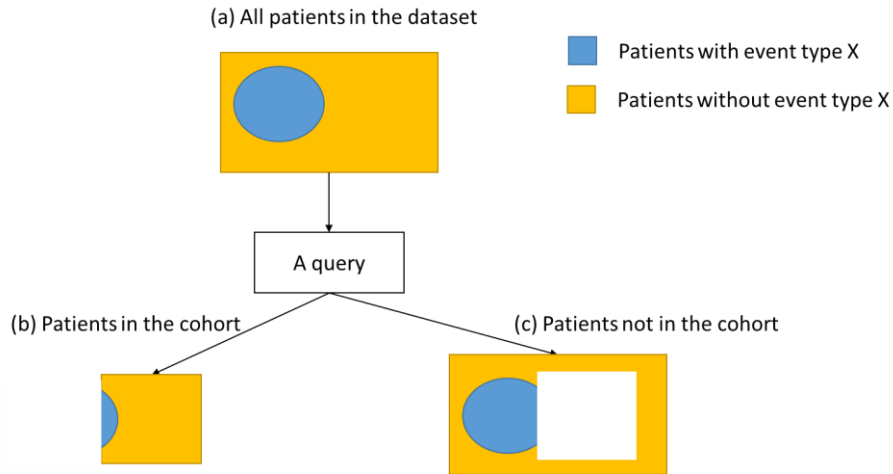 (a) All patients in the dataset
Patients with event type X
Patients without event type X
A query
(b) Patients in the cohort
(c) Patients not in the cohort